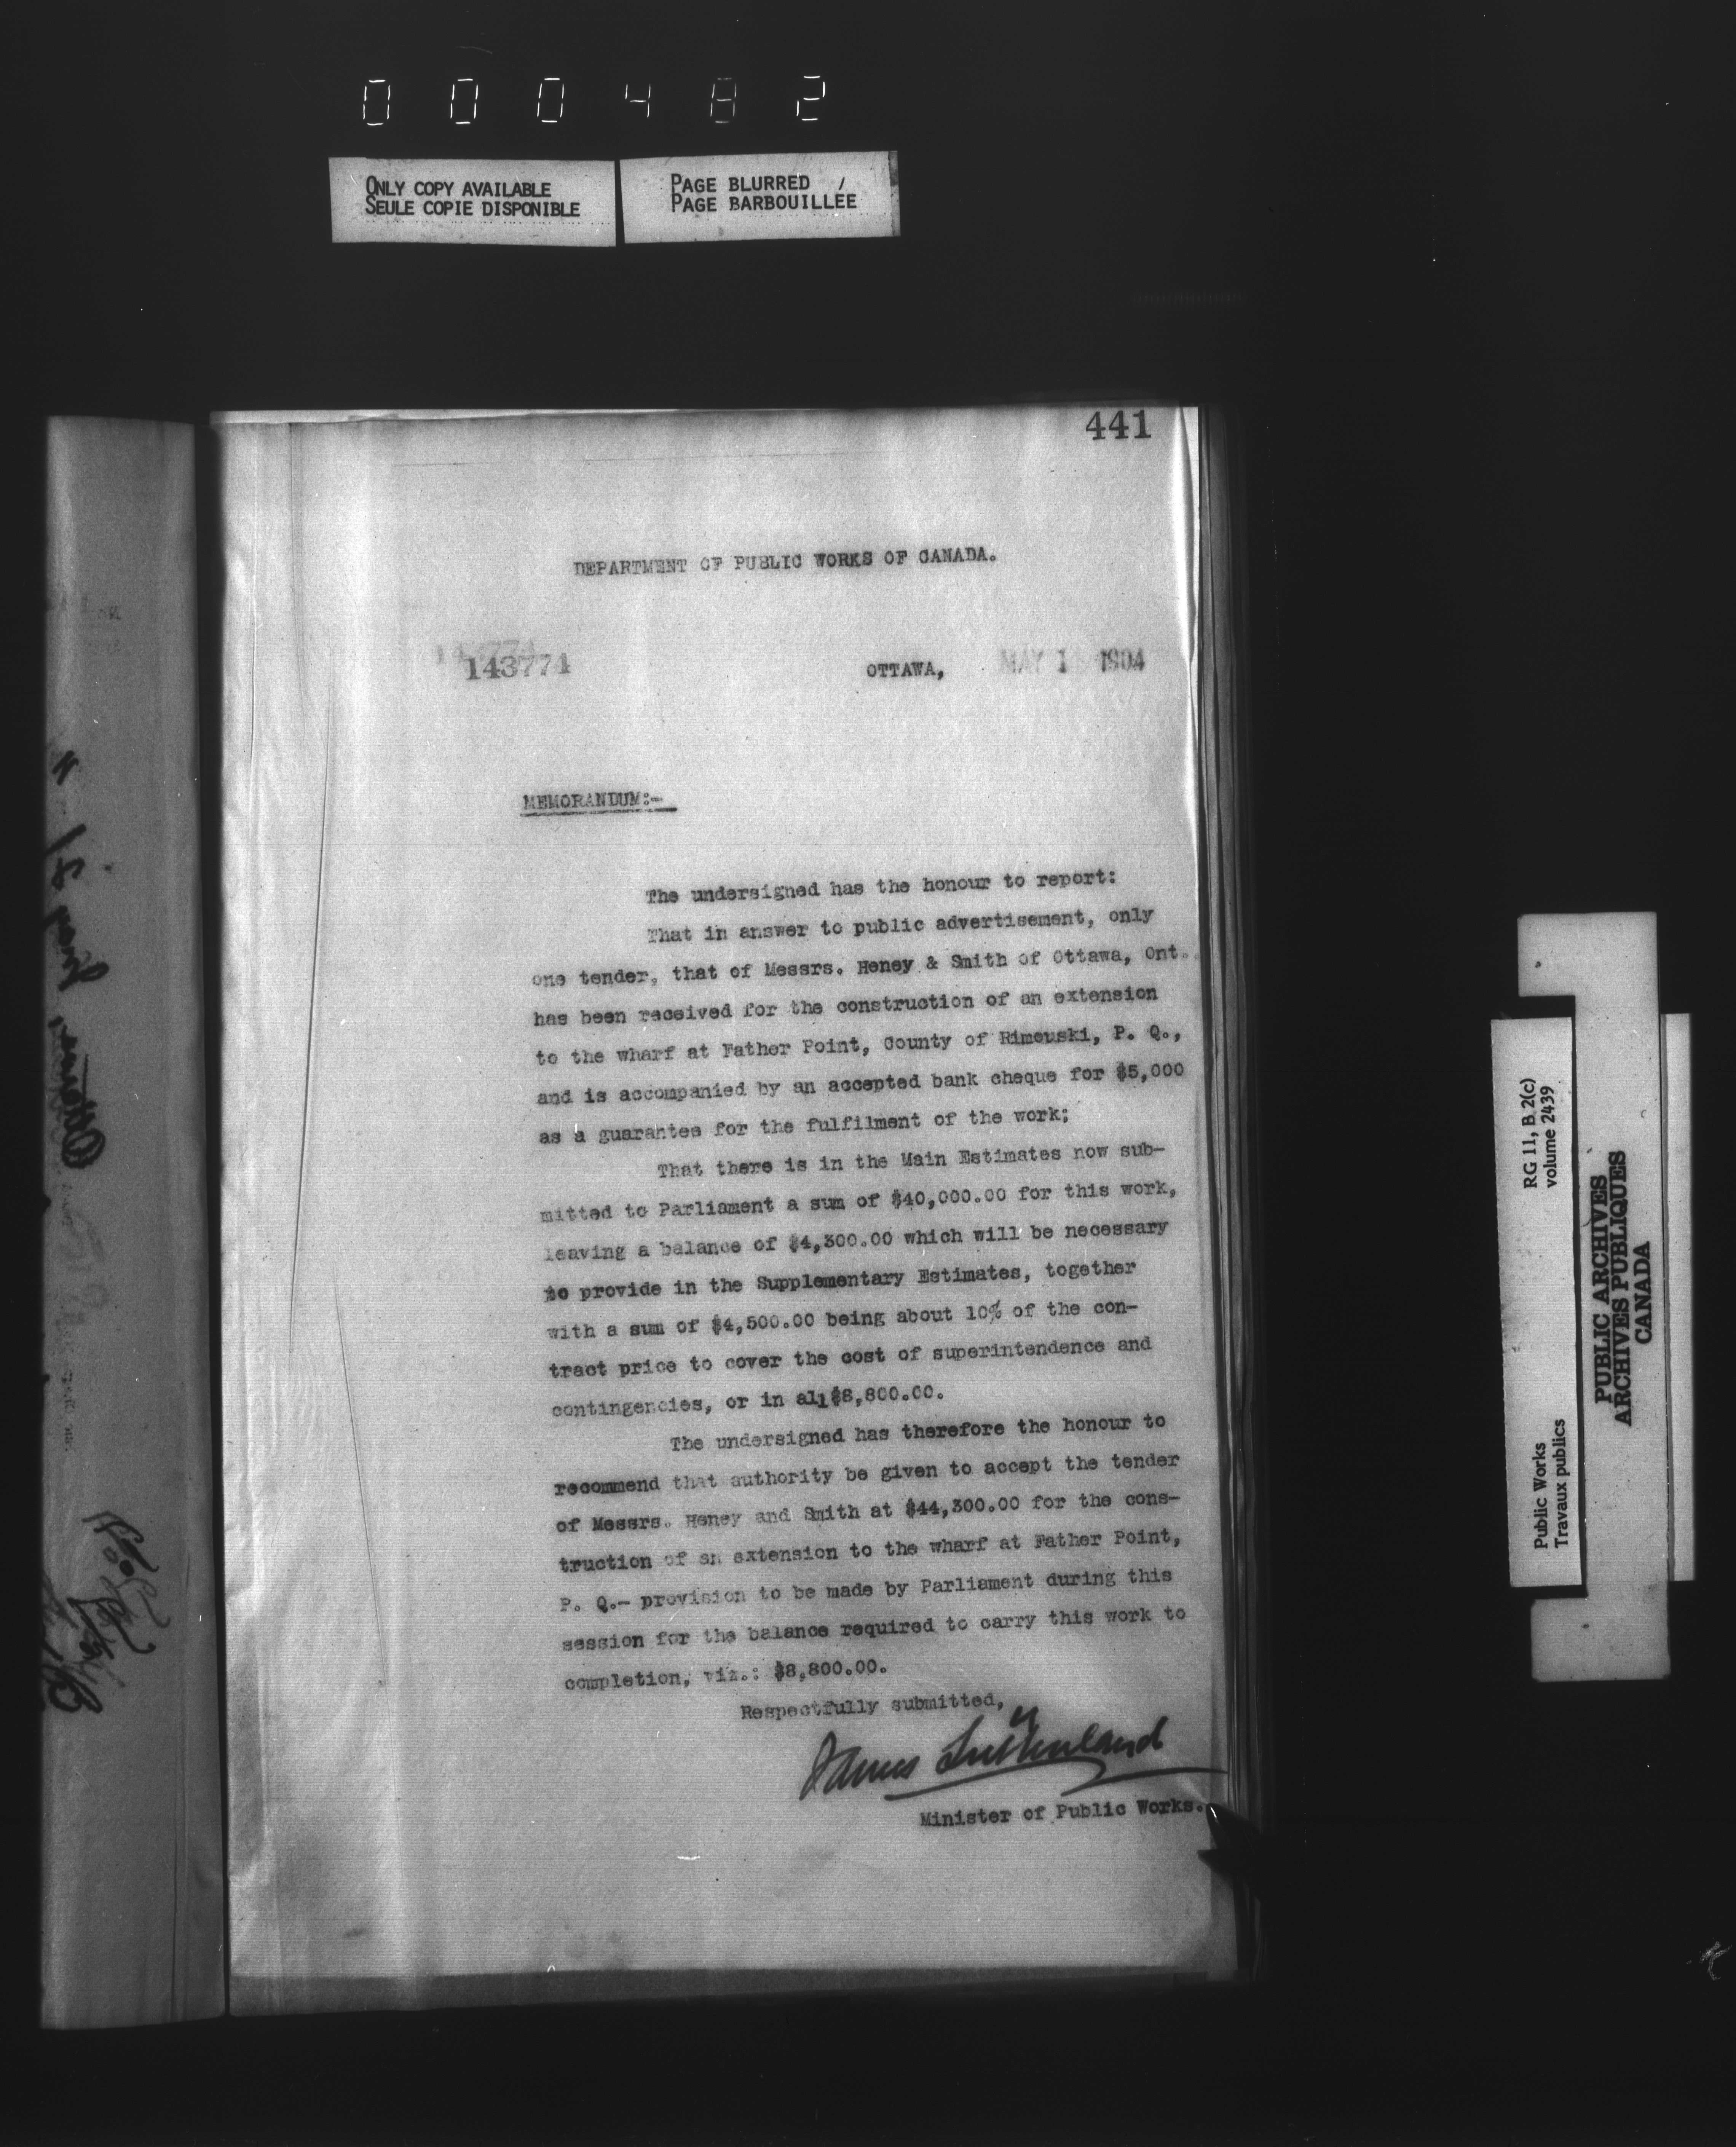 000482
ONLY COPY AVAILABLE
SEULE COPIE DISPONIBLE
PAGE BLURRED /
PAGE BARBOUILLÉE
441
DEPARTMENT OF PUBLIC WORKS OF CANADA.
143771
OTTAWA, MAY 1 1904
MEMORANDUM:-
The undersigned has the honour to report:
That in answer to public advertisement, only
one tender, that of Messrs. Heney & Smith of Ottawa, Ont.
has been received for the construction of an extension
to the wharf at Father Point, County of Rimouski, P. Q.,
and is accompanied by an accepted bank cheque for $5,000
as a guarantee for the fulfilment of the work;
That there is in the Main Estimates now sub-
mitted to Parliament a sum of $40,000.00 for this work,
leaving a balance of $4,300.00 which will be necessary
to provide in the Supplementary Estimates, together
with a sum of $4,500.00 being about 10% of the con-
tract price to cover the cost of superintendence and
contingencies, or in all $8,800.00.
The undersigned has therefore the honour to
recommend that authority be given to accept the tender
of Messrs. Heney and Smith at $44,300.00 for the cons-
truction of an extension to the wharf at Father Point,
P. Q.- provision to be made by Parliament during this
session for the balance required to carry this work to
completion, viz.: $8,800.00.
Respectfully submitted,
James Sutherland
Minister of Public Works.
RG 11, B 2(c)
volume 2439
Public Works
Travaux publics
PUBLIC ARCHIVES
ARCHIVES PUBLIQUES
CANADA